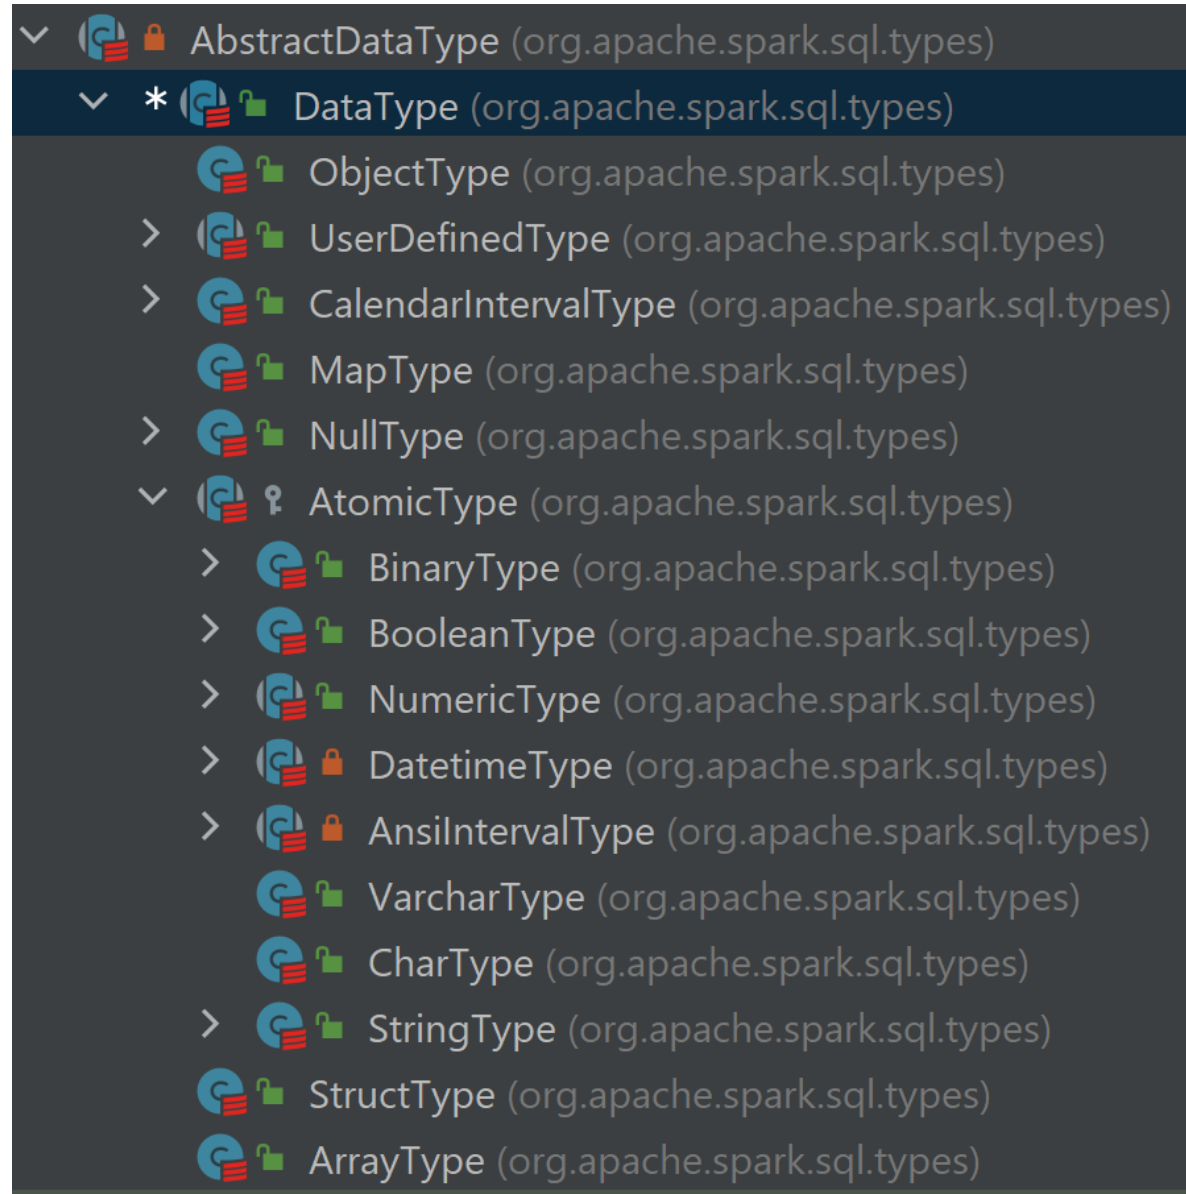 AbstractDataType (org.apache.spark.sql.types)
* DataType (org.apache.spark.sql.types)
ObjectType (org.apache.spark.sql.types)
UserDefinedType (org.apache.spark.sql.types)
CalendarIntervalType (org.apache.spark.sql.types)
MapType (org.apache.spark.sql.types)
NullType (org.apache.spark.sql.types)
AtomicType (org.apache.spark.sql.types)
BinaryType (org.apache.spark.sql.types)
BooleanType (org.apache.spark.sql.types)
NumericType (org.apache.spark.sql.types)
DatetimeType (org.apache.spark.sql.types)
AnsiIntervalType (org.apache.spark.sql.types)
VarcharType (org.apache.spark.sql.types)
CharType (org.apache.spark.sql.types)
StringType (org.apache.spark.sql.types)
StructType (org.apache.spark.sql.types)
ArrayType (org.apache.spark.sql.types)